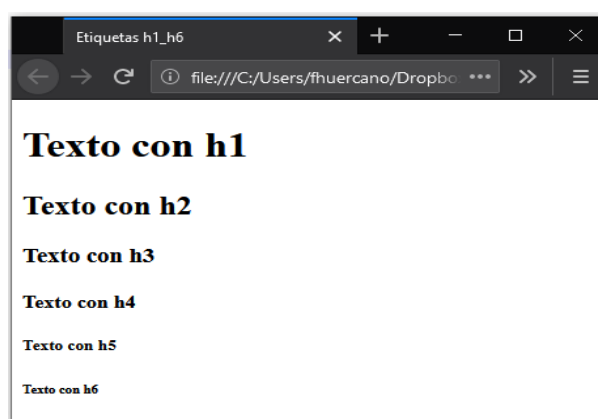 Etiquetas h1_h6
file:///C:/Users/fhuercano/Dropbo
Texto con h1
Texto con h2
Texto con h3
Texto con h4
Texto con h5
Texto con h6